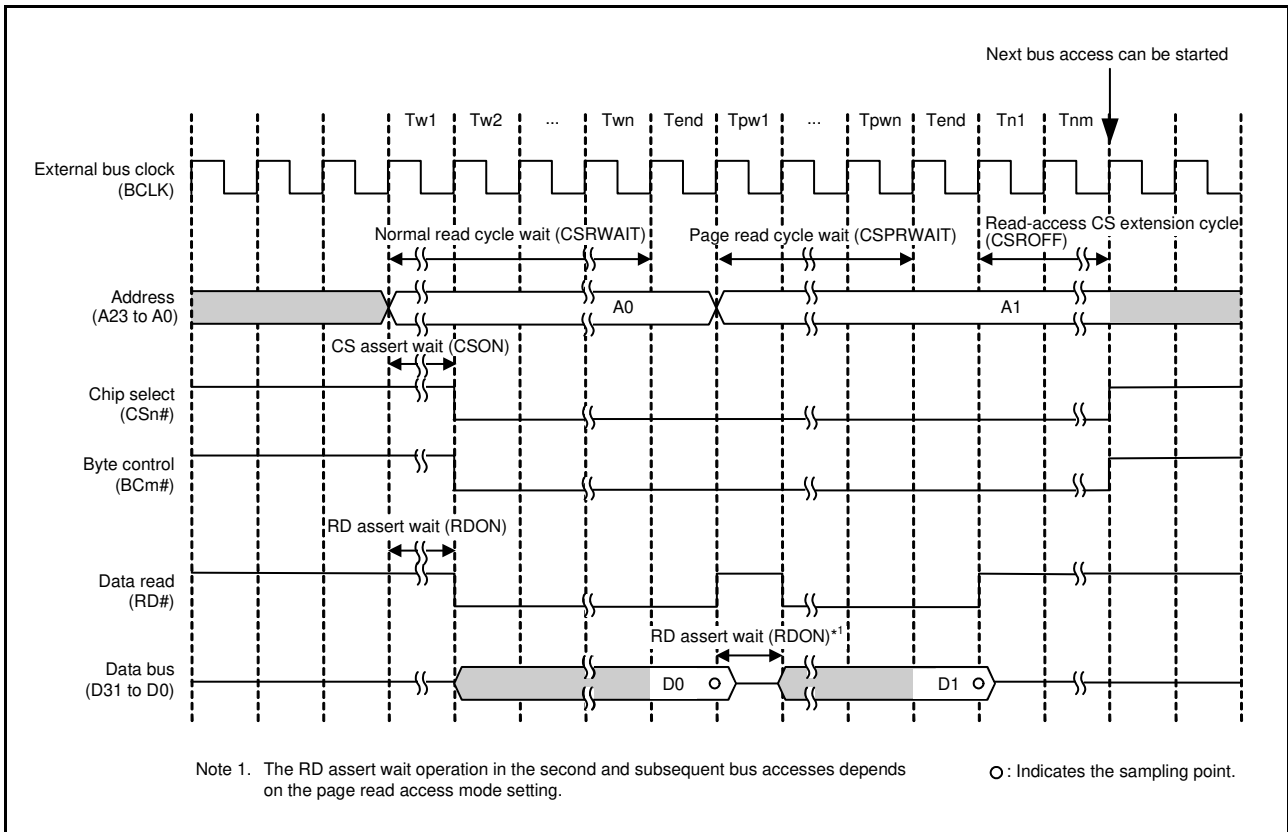 Next bus access can be started
Tw1 Tw2 ... Twn Tend Tpw1 ... Tpwn Tend Tn1 Tnm
External bus clock
(BCLK)
Normal read cycle wait (CSRWAIT)
Page read cycle wait (CSPRWAIT)
Read-access CS extension cycle
(CSROFF)
Address
(A23 to A0)
A0
A1
CS assert wait (CSON)
Chip select
(CSn#)
Byte control
(BCm#)
RD assert wait (RDON)
Data read
(RD#)
RD assert wait (RDON)*1
Data bus
(D31 to D0)
D0
D1
Note 1. The RD assert wait operation in the second and subsequent bus accesses depends
on the page read access mode setting.
: Indicates the sampling point.